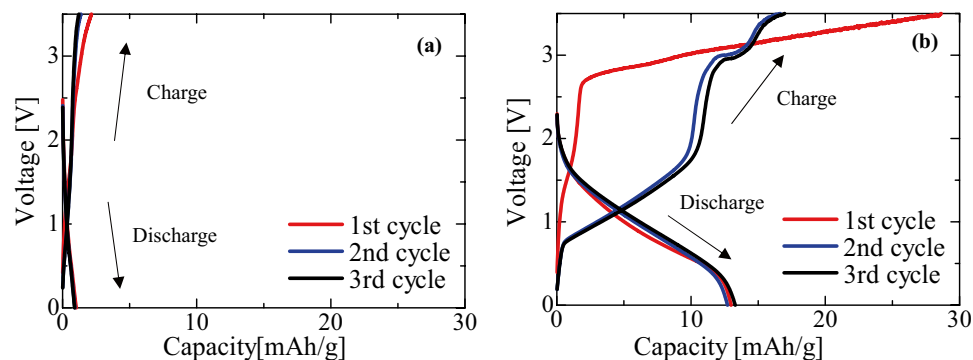 (a)
Voltage [V]
3
2
1
0
Charge
Discharge
1st cycle
2nd cycle
3rd cycle
0 10 20 30
Capacity[mAh/g]
(b)
Voltage [V]
3
2
1
0
Charge
Discharge
1st cycle
2nd cycle
3rd cycle
0 10 20 30
Capacity [mAh/g]